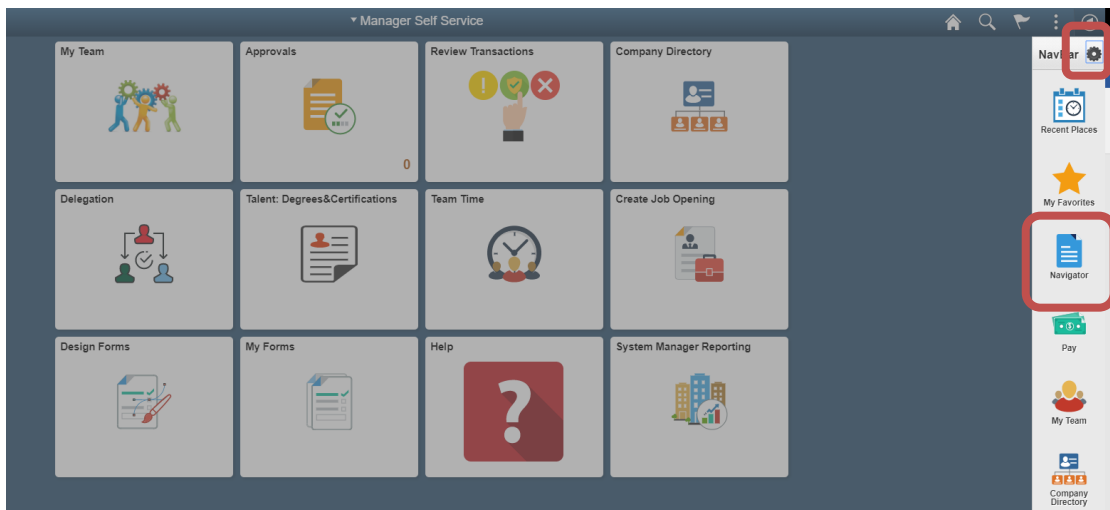 Manager Self Service
My Team
Approvals
0
Review Transactions
Company Directory
Delegation
Talent: Degrees&Certifications
Team Time
Create Job Opening
Design Forms
My Forms
Help
?
System Manager Reporting
NavBar
Recent Places
My Favorites
Navigator
Pay
My Team
Company
Directory